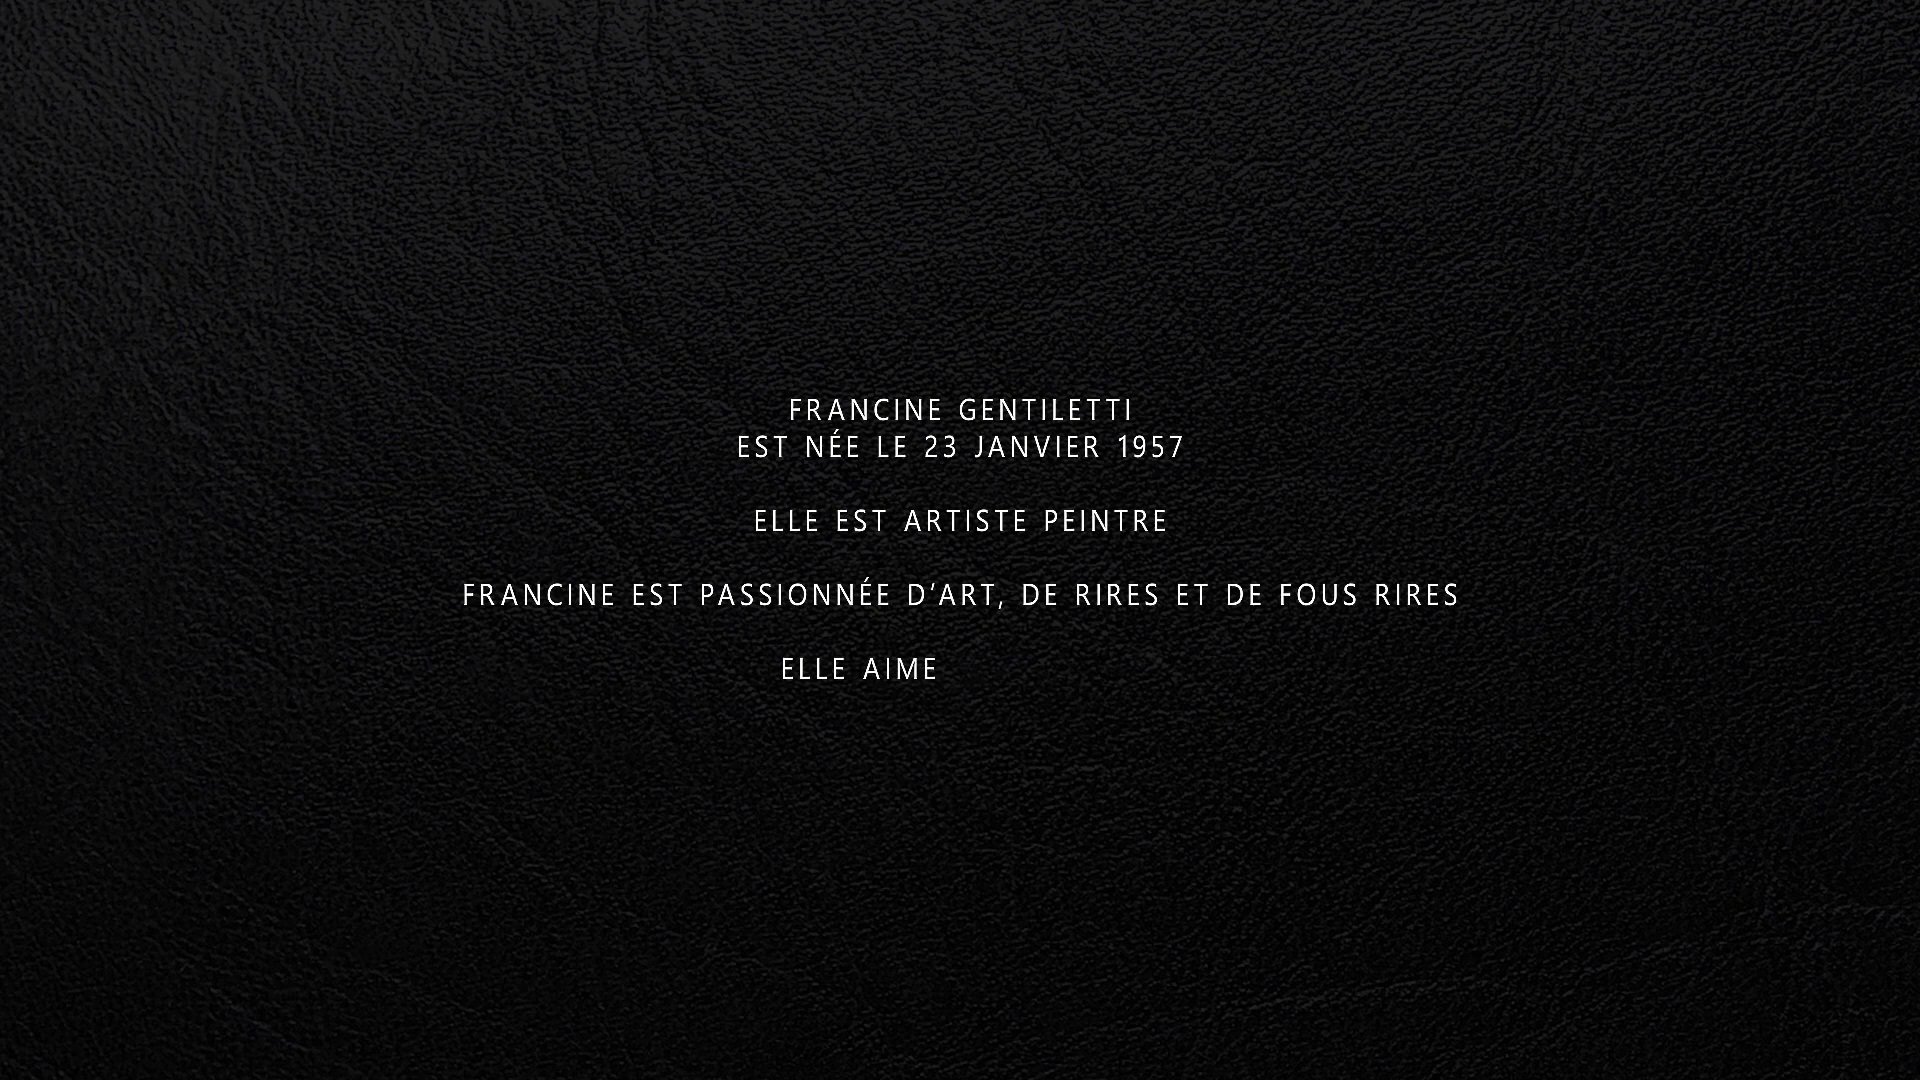 FRANCINE GENTILETTI
EST NÉE LE 23 JANVIER 1957
ELLE EST ARTISTE PEINTRE
FRANCINE EST PASSIONNÉE D’ART, DE RIRES ET DE FOUS RIRES
ELLE AIME